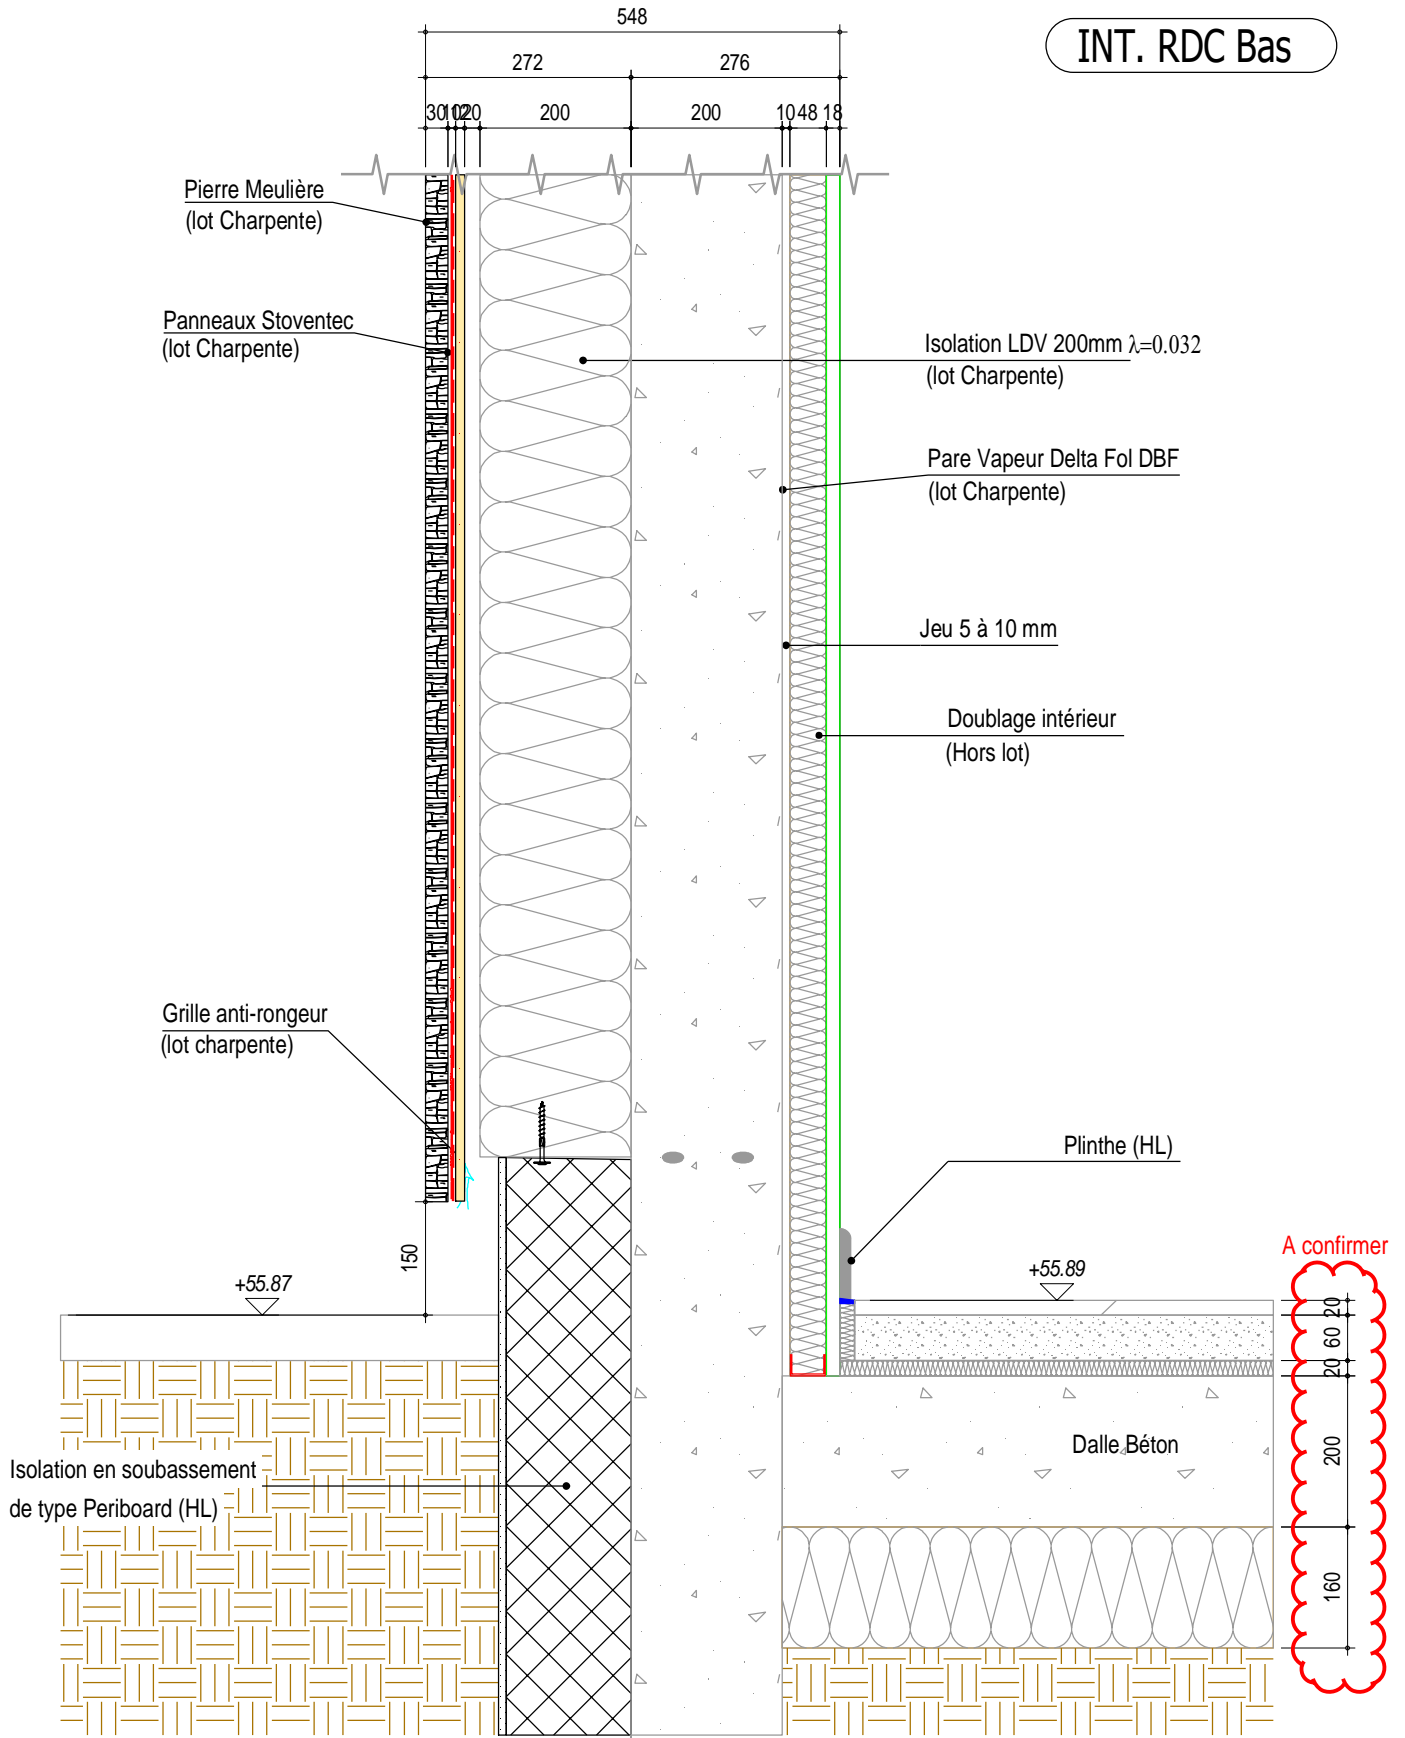 548
INT. RDC Bas
272
276
30
10
12
20
200
200
10
48
18
Pierre Meulière
(lot Charpente)
Panneaux Stoventec
(lot Charpente)
Isolation LDV 200mm λ=0.032
(lot Charpente)
Pare Vapeur Delta Fol DBF
(lot Charpente)
Jeu 5 à 10 mm
Doublage intérieur
(Hors lot)
Grille anti-rongeur
(lot charpente)
Plinthe (HL)
150
+55.87
+55.89
A confirmer
20
60
20
200
160
Dalle Béton
Isolation en soubassement
de type Periboard (HL)